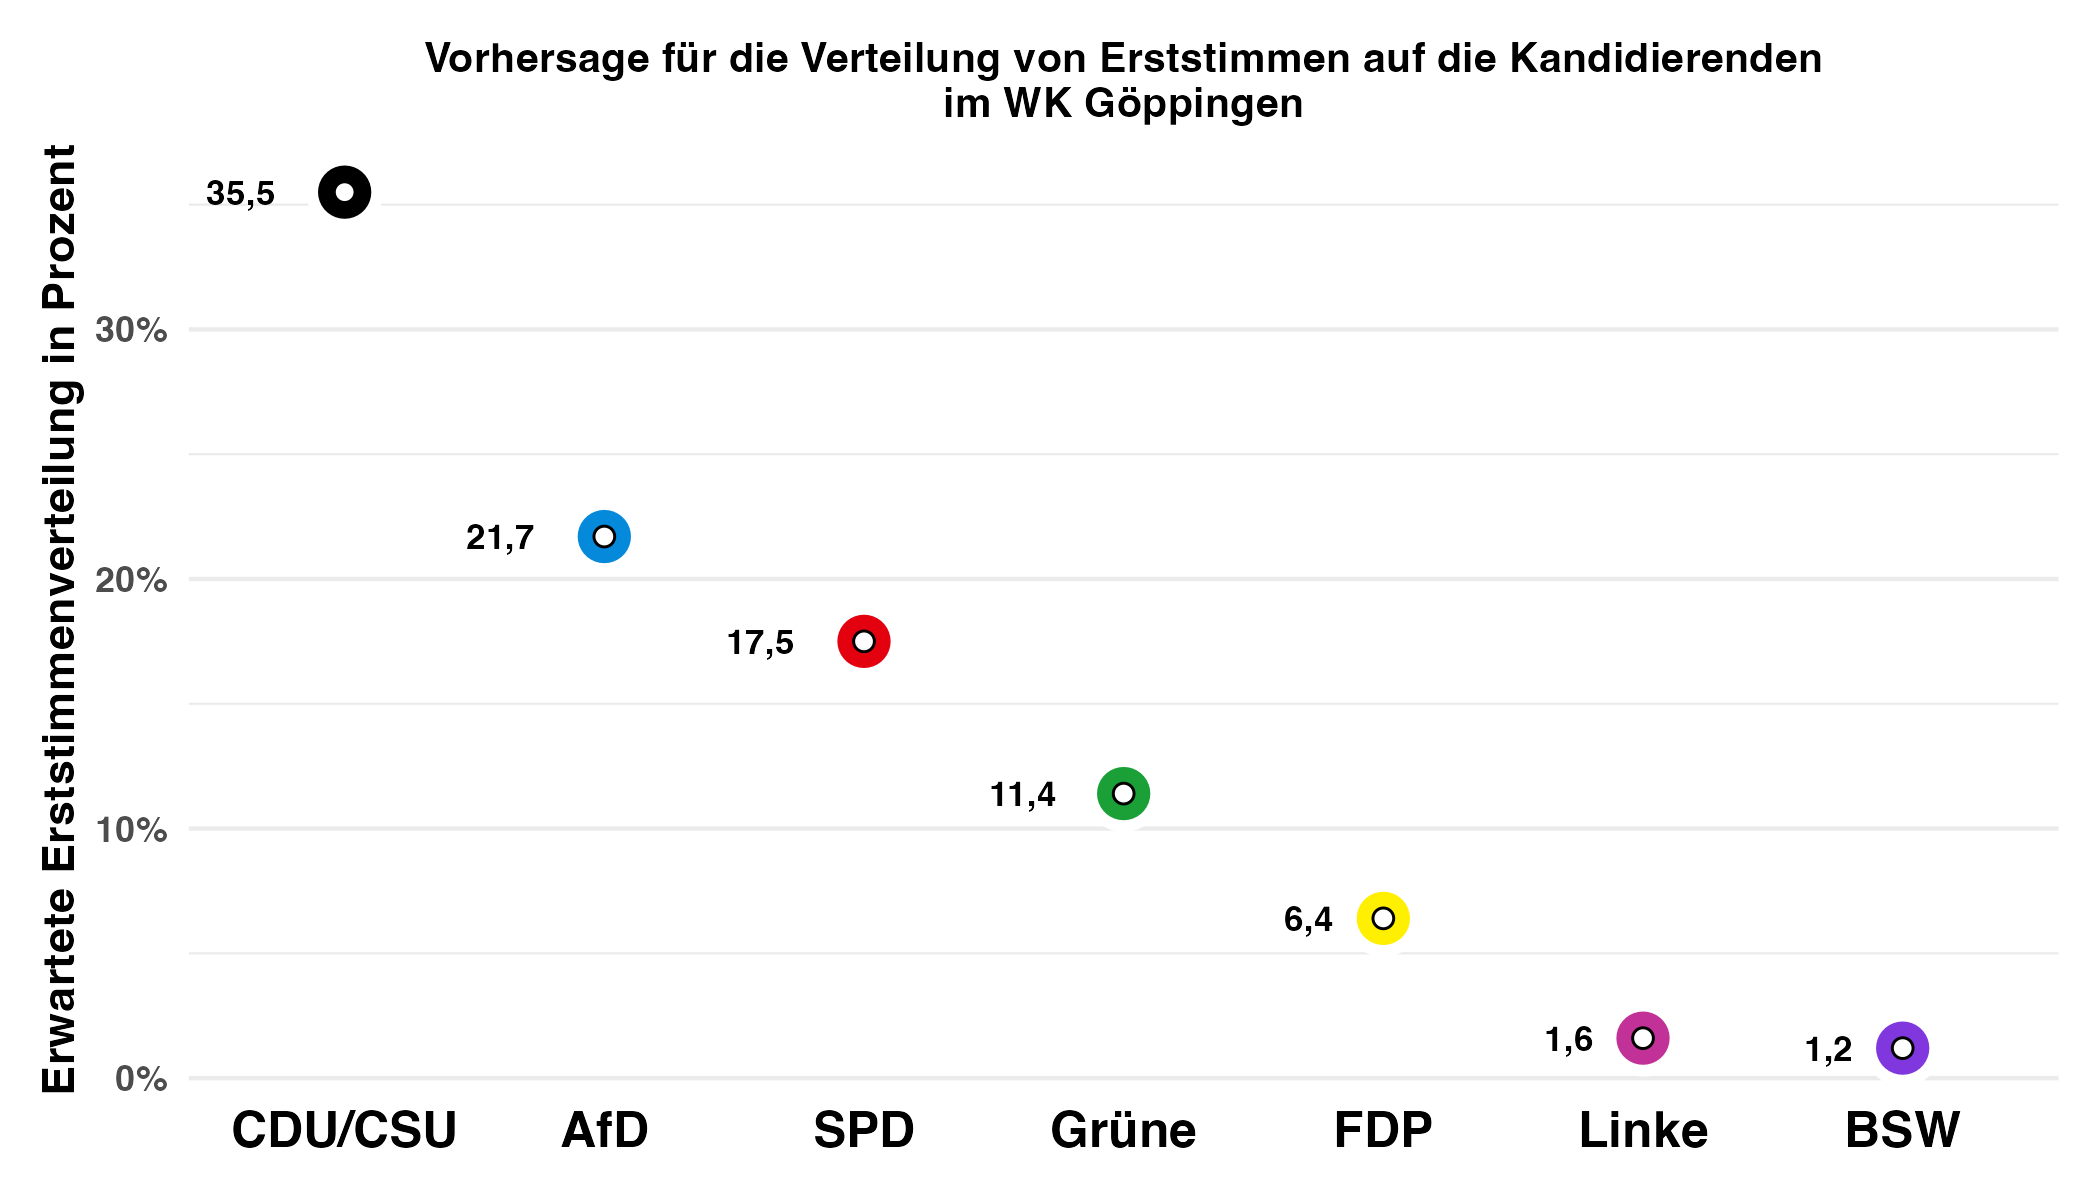 Vorhersage für die Verteilung von Erststimmen auf die Kandidierenden
im WK Göppingen
Erwartete Erststimmenverteilung in Prozent
35,5
30%
21,7
20%
17,5
11,4
10%
6,4
1,6
1,2
0%
CDU/CSU AfD SPD Grüne FDP Linke BSW